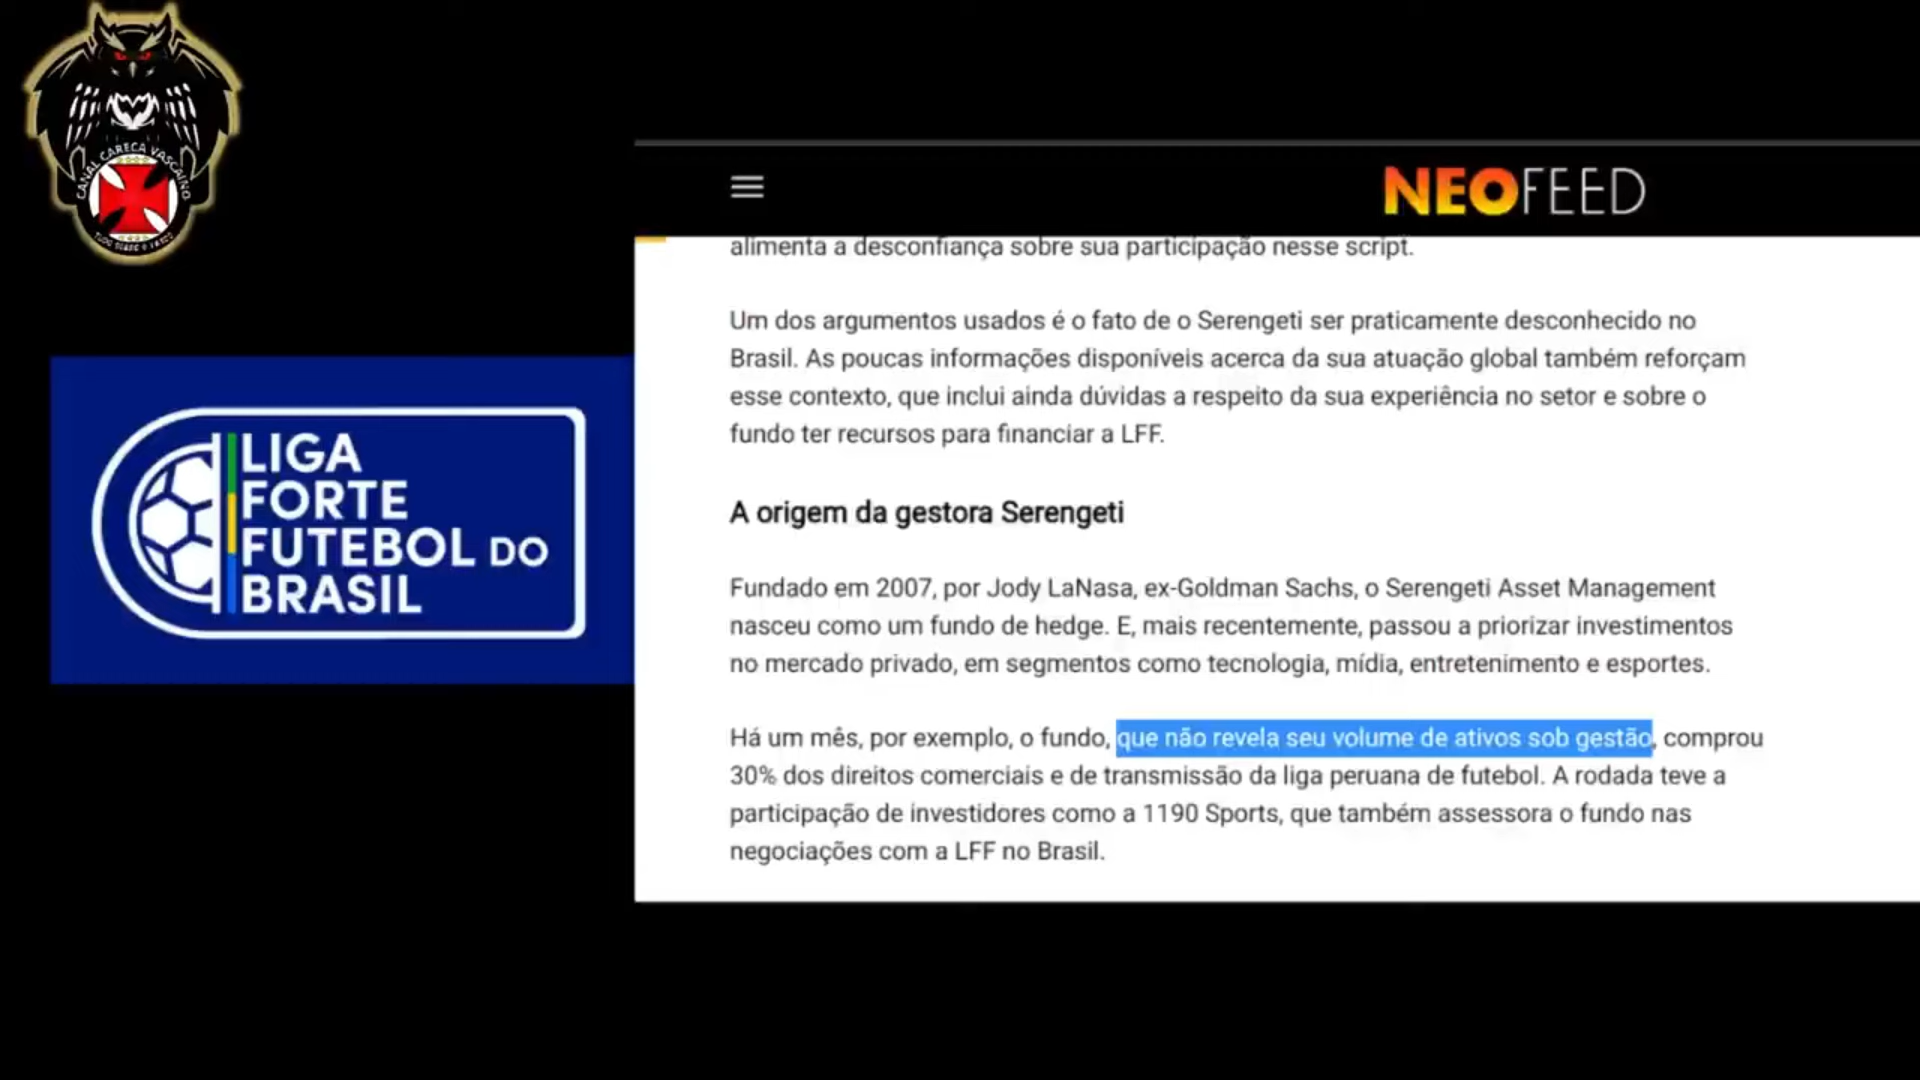 CANAL CARECA VASCAÍNO
TUDO SOBRE O VASCO
LIGA
FORTE
FUTEBOL DO
BRASIL
NEOFEED
alimenta a desconfiança sobre sua participação nesse script.
Um dos argumentos usados é o fato de o Serengeti ser praticamente desconhecido no
Brasil. As poucas informações disponíveis acerca da sua atuação global também reforçam
esse contexto, que inclui ainda dúvidas a respeito da sua experiência no setor e sobre o
fundo ter recursos para financiar a LFF.
A origem da gestora Serengeti
Fundado em 2007, por Jody LaNasa, ex-Goldman Sachs, o Serengeti Asset Management
nasceu como um fundo de hedge. E, mais recentemente, passou a priorizar investimentos
no mercado privado, em segmentos como tecnologia, mídia, entretenimento e esportes.
Há um mês, por exemplo, o fundo, que não revela seu volume de ativos sob gestão, comprou
30% dos direitos comerciais e de transmissão da liga peruana de futebol. A rodada teve a
participação de investidores como a 1190 Sports, que também assessora o fundo nas
negociações com a LFF no Brasil.